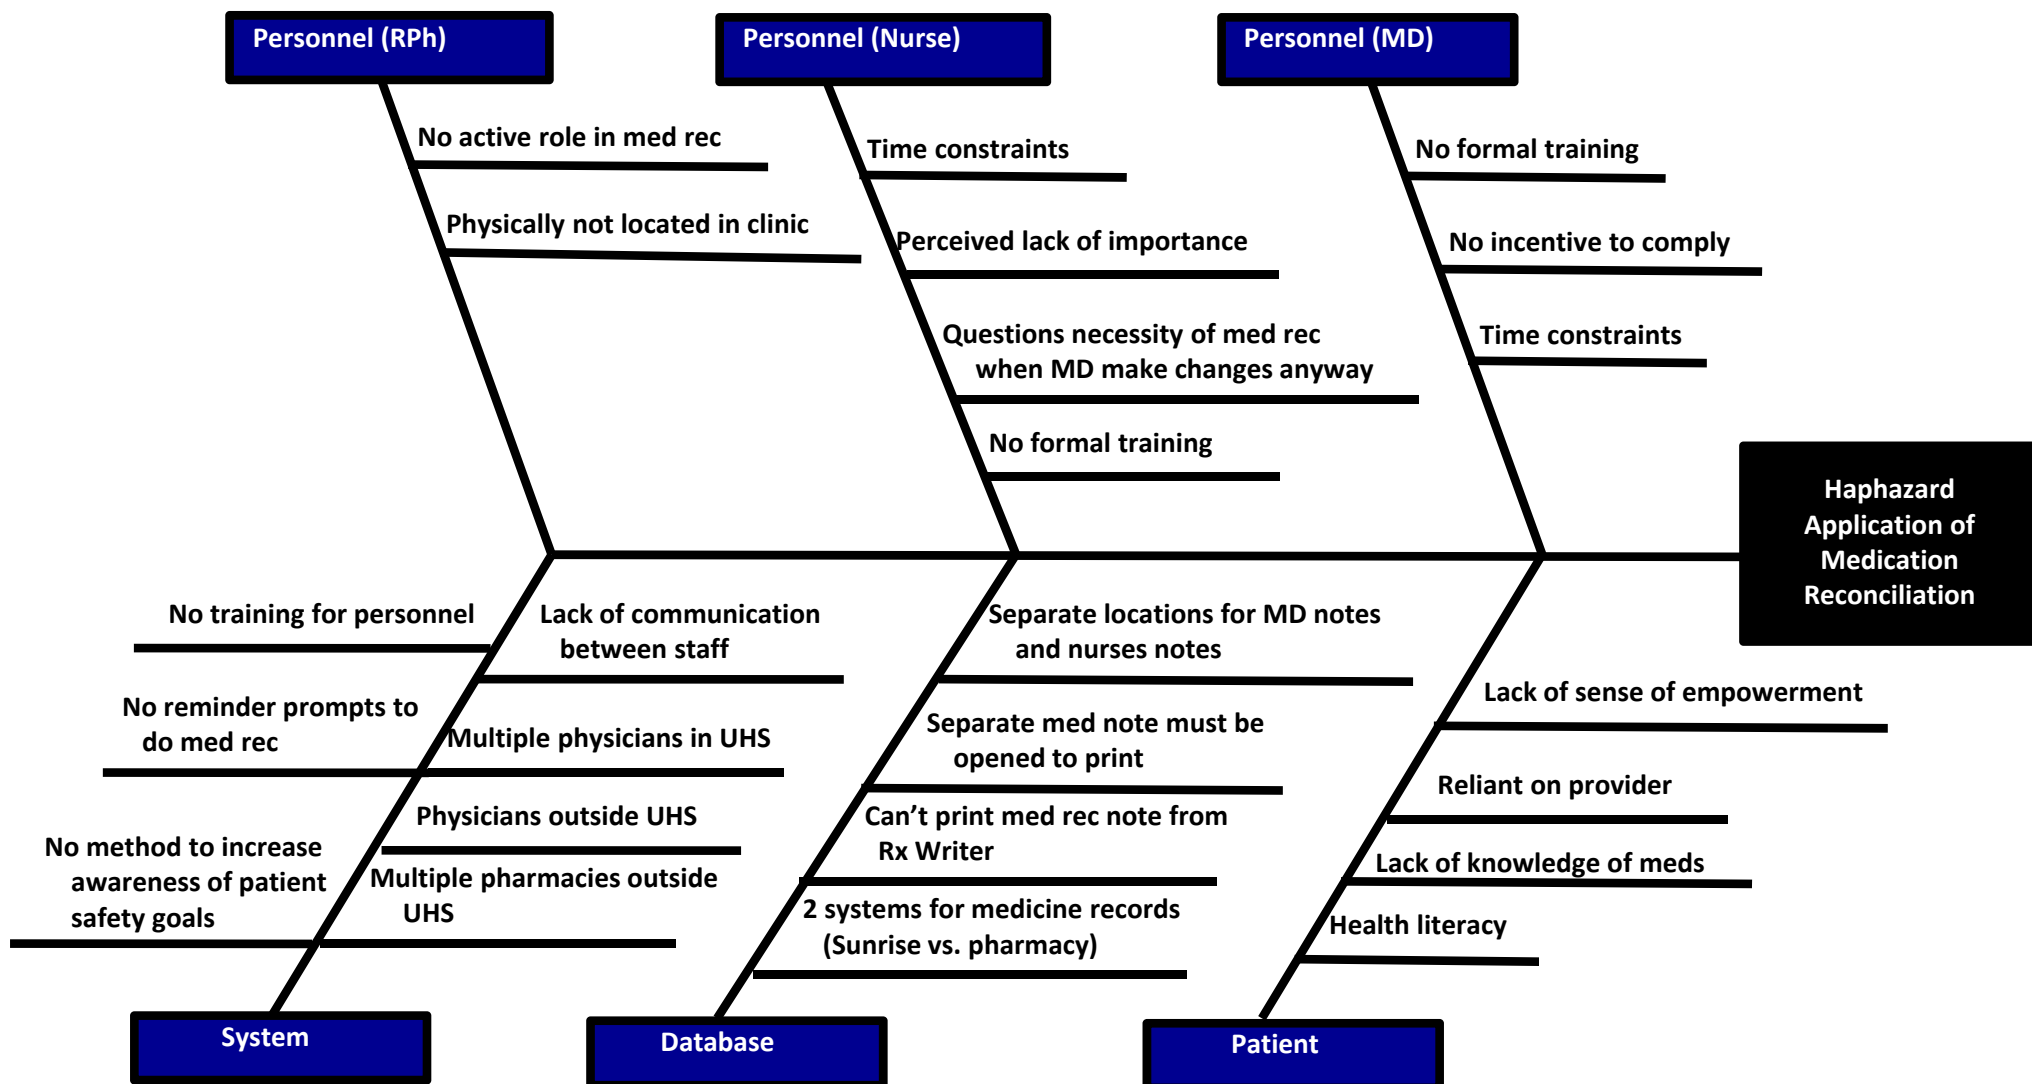 Personnel (RPh)
Personnel (Nurse)
Personnel (MD)
No active role in med rec
Physically not located in clinic
Time constraints
Perceived lack of importance
Questions necessity of med rec
when MD make changes anyway
No formal training
No formal training
No incentive to comply
Time constraints
Haphazard
Application of
Medication
Reconciliation
No training for personnel
No reminder prompts to
do med rec
No method to increase
awareness of patient
safety goals
Lack of communication
between staff
Multiple physicians in UHS
Physicians outside UHS
Multiple pharmacies outside
UHS
Separate locations for MD notes
and nurses notes
Separate med note must be
opened to print
Can’t print med rec note from
Rx Writer
2 systems for medicine records
(Sunrise vs. pharmacy)
Lack of sense of empowerment
Reliant on provider
Lack of knowledge of meds
Health literacy
System
Database
Patient